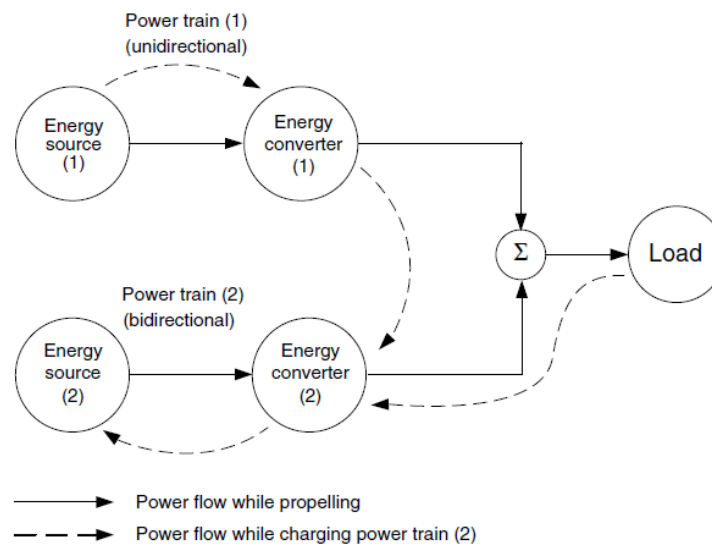 Power train (1)
(unidirectional)
Energy
source
(1)
Energy
converter
(1)
Σ
Load
Power train (2)
(bidirectional)
Energy
source
(2)
Energy
converter
(2)
Power flow while propelling
Power flow while charging power train (2)